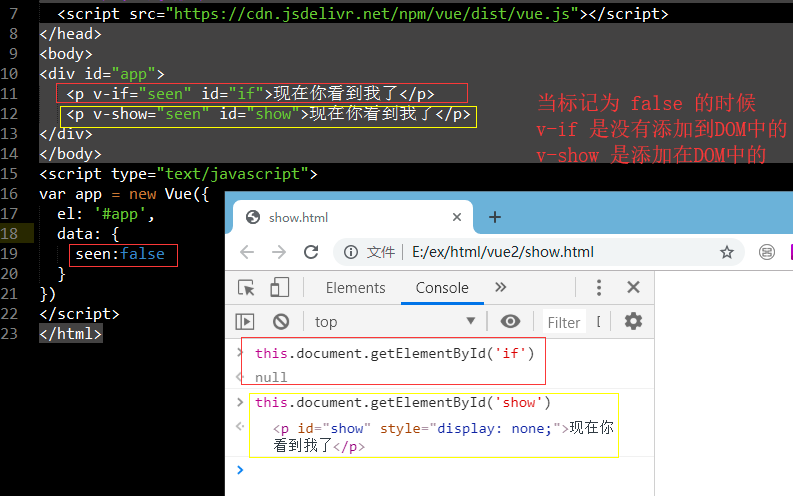 7 <script src="https://cdn.jsdelivr.net/npm/vue/dist/vue.js"></script>
8 </head>
9 <body>
10 <div id="app">
11 <p v-if="seen" id="if">现在你看到我了</p>
12 <p v-show="seen" id="show">现在你看到我了</p>
13 </div>
14 </body>
15 <script type="text/javascript">
16 var app = new Vue({
17 el: '#app',
18 data: {
19 seen:false
20 }
21 })
22 </script>
23 </html>
当标记为 false 的时候
v-if 是没有添加到DOM中的
v-show 是添加在DOM中的
show.html
文件 E:/ex/html/vue2/show.html
Elements Console
top Filter
this.document.getElementById('if')
null
this.document.getElementById('show')
<p id="show" style="display: none;">现在你
看到我了</p>